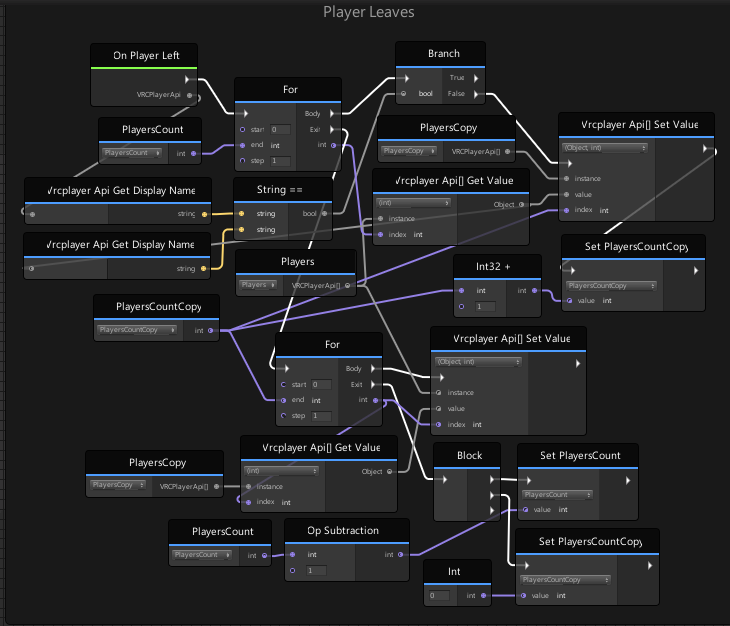 Player Leaves
On Player Left
VRCPlayerApi
For
start 0
end int
step 1
Body
Exit
int
Branch
bool
True
False
PlayersCount
PlayersCount int
PlayersCopy
PlayersCopy VRCPlayerApi[]
Vrcplayer Api[] Set Value
(Object, int)
instance
value
index int
Vrcplayer Api Get Display Name
string
String ==
string
string
bool
Vrcplayer Api[] Get Value
(int)
instance
index int
Object
Vrcplayer Api Get Display Name
string
Set PlayersCountCopy
PlayersCountCopy
value int
Players
Players VRCPlayerApi[]
Int32 +
int
1
int
PlayersCountCopy
PlayersCountCopy int
For
start 0
end int
step 1
Body
Exit
int
Vrcplayer Api[] Set Value
(Object, int)
instance
value
index int
PlayersCopy
PlayersCopy VRCPlayerApi[]
Vrcplayer Api[] Get Value
(int)
instance
index int
Object
Block
Set PlayersCount
PlayersCount
value int
PlayersCount
PlayersCount int
Op Subtraction
int
1
int
Set PlayersCountCopy
PlayersCountCopy
value int
Int
0 int